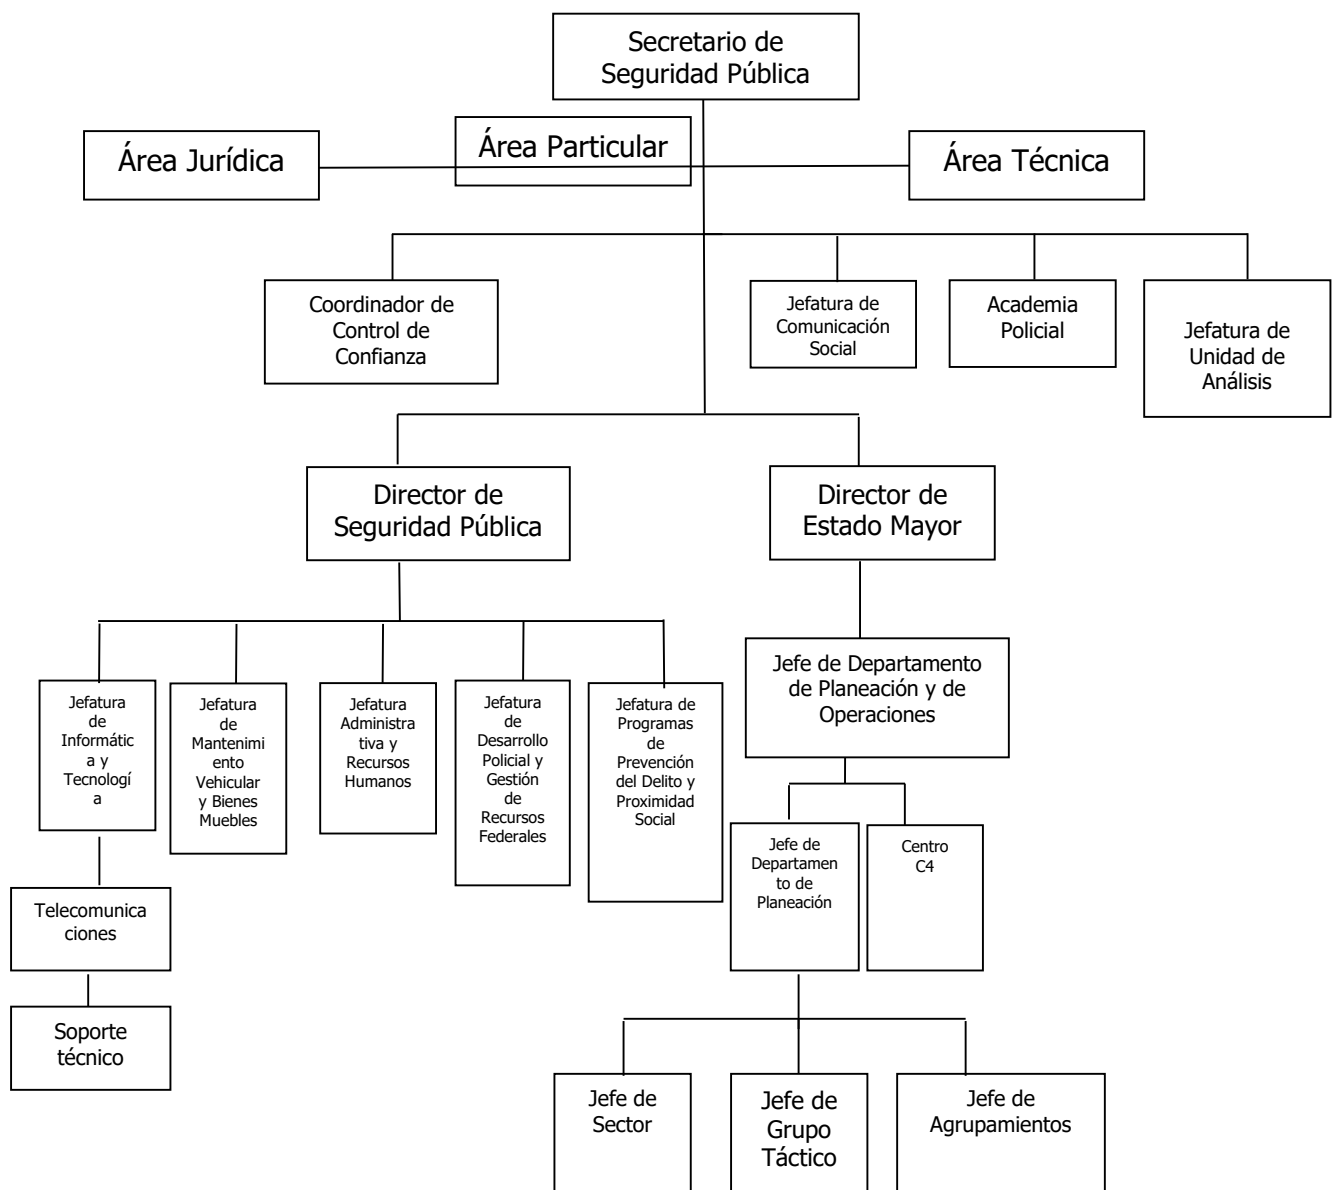 Secretario de
Seguridad Pública
Área Jurídica
Área Particular
Área Técnica
Coordinador de
Control de
Confianza
Jefatura de
Comunicación
Social
Academia
Policial
Jefatura de
Unidad de
Análisis
Director de
Seguridad Pública
Director de
Estado Mayor
Jefatura
de
Informátic
a y
Tecnologí
a
Jefatura
de
Mantenimi
ento
Vehicular
y Bienes
Muebles
Jefatura
Administra
tiva y
Recursos
Humanos
Jefatura
de
Desarrollo
Policial y
Gestión
de
Recursos
Federales
Jefatura de
Programas
de
Prevención
del Delito y
Proximidad
Social
Jefe de Departamento
de Planeación y de
Operaciones
Jefe de
Departamen
to de
Planeación
Centro
C4
Telecomunica
ciones
Soporte
técnico
Jefe de
Sector
Jefe de
Grupo
Táctico
Jefe de
Agrupamientos